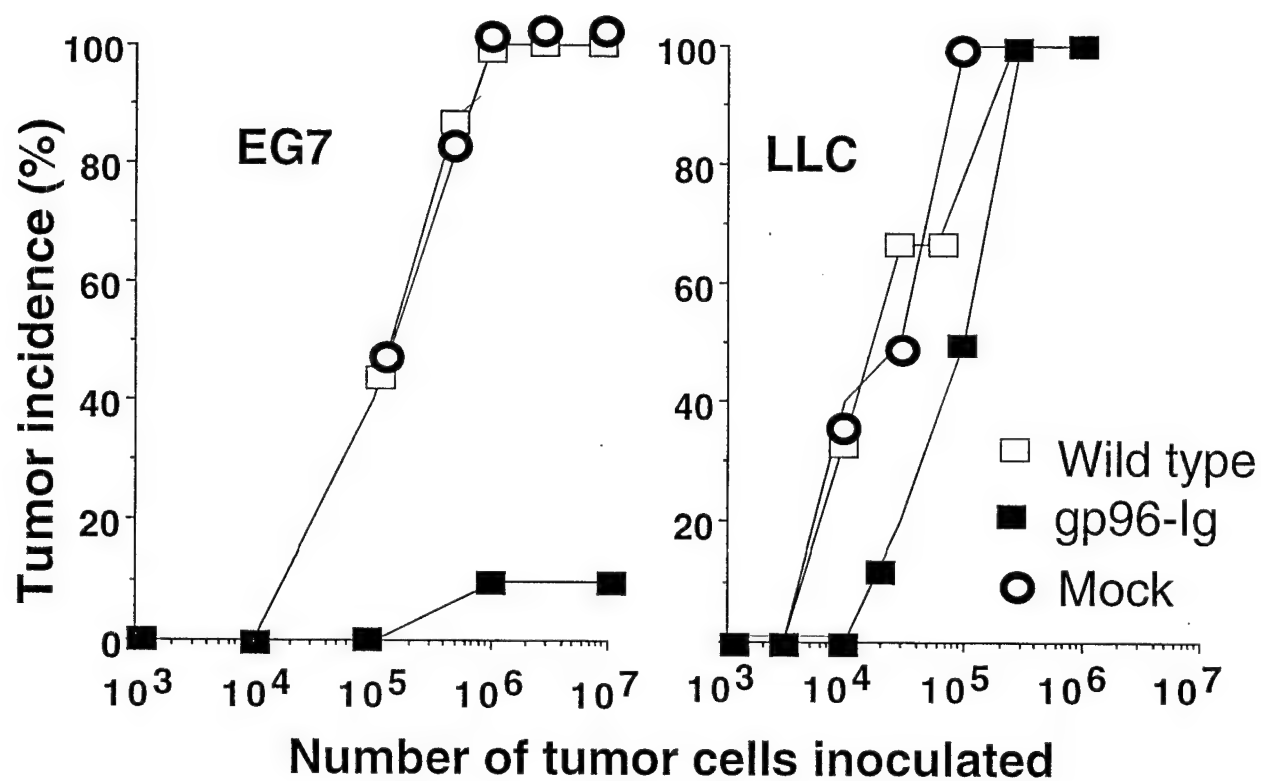 Tumor incidence (%)
100
80
60
40
20
0
EG7
10^3 10^4 10^5 10^6 10^7
100
80
60
40
20
LLC
Wild type
gp96-Ig
Mock
10^3 10^4 10^5 10^6 10^7
Number of tumor cells inoculated